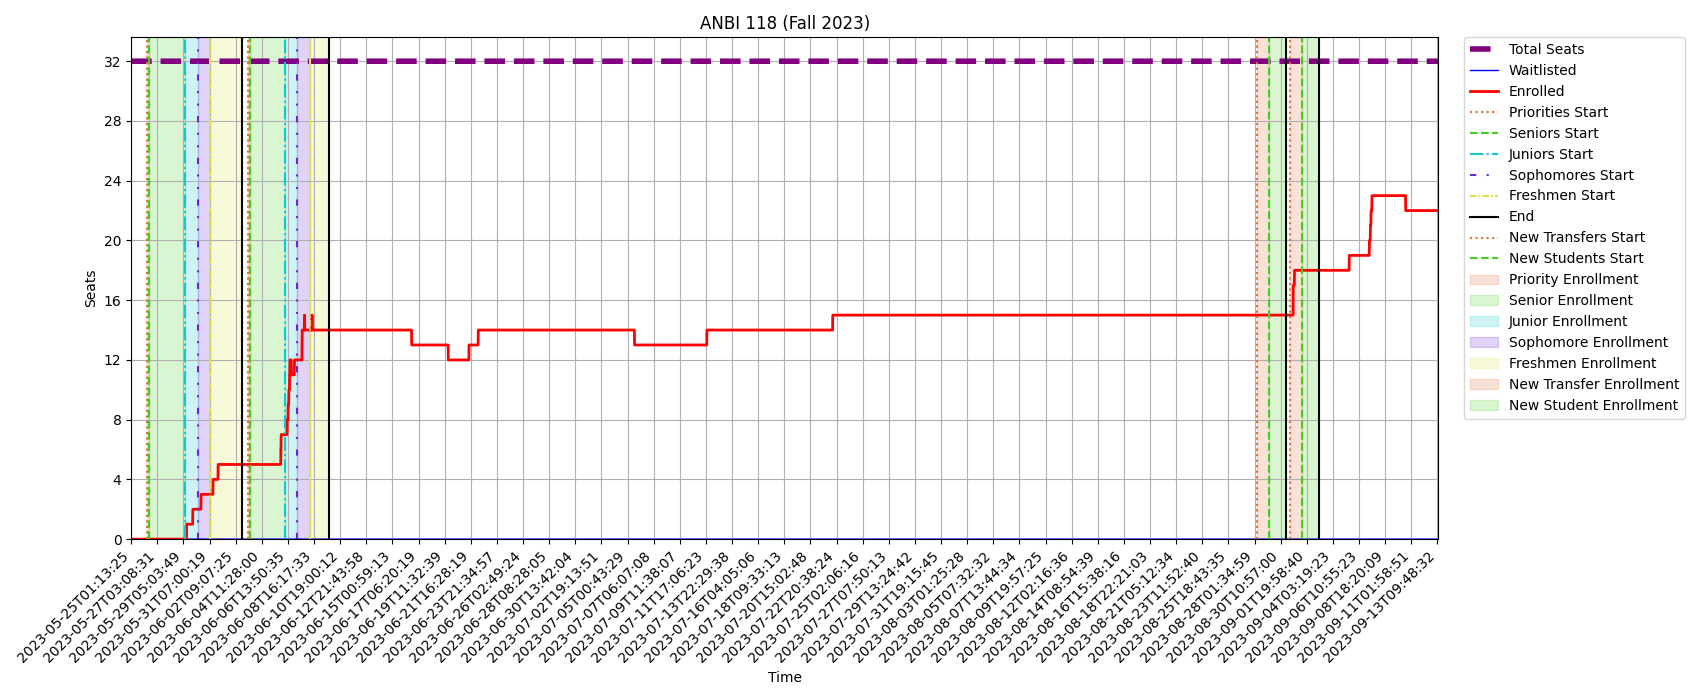 ANBI 118 (Fall 2023)
32
28
24
20
16
12
8
4
0
Seats
2023-05-25T01:13:25
2023-05-27T03:08:31
2023-05-29T05:03:49
2023-05-31T07:00:19
2023-06-02T09:07:25
2023-06-04T11:28:00
2023-06-06T13:50:35
2023-06-08T16:17:33
2023-06-10T19:00:12
2023-06-12T21:43:58
2023-06-15T00:59:13
2023-06-17T06:20:19
2023-06-19T11:32:39
2023-06-21T16:28:19
2023-06-23T21:34:57
2023-06-26T02:49:24
2023-06-28T08:28:05
2023-06-30T13:42:04
2023-07-02T19:13:51
2023-07-05T00:43:29
2023-07-07T06:07:08
2023-07-09T11:38:07
2023-07-11T17:06:23
2023-07-13T22:29:38
2023-07-16T04:05:06
2023-07-18T09:33:13
2023-07-20T15:02:48
2023-07-22T20:38:24
2023-07-25T02:06:16
2023-07-27T07:50:13
2023-07-29T13:24:42
2023-07-31T19:15:45
2023-08-03T01:25:28
2023-08-05T07:32:32
2023-08-07T13:44:34
2023-08-09T19:57:25
2023-08-12T02:16:36
2023-08-14T08:54:39
2023-08-16T15:38:16
2023-08-18T22:21:03
2023-08-21T05:12:34
2023-08-23T11:52:40
2023-08-25T18:43:35
2023-08-28T01:34:59
2023-08-30T10:57:00
2023-09-01T19:58:40
2023-09-04T03:19:23
2023-09-06T10:55:23
2023-09-08T18:20:09
2023-09-11T01:58:51
2023-09-13T09:48:32
Time
Total Seats
Waitlisted
Enrolled
Priorities Start
Seniors Start
Juniors Start
Sophomores Start
Freshmen Start
End
New Transfers Start
New Students Start
Priority Enrollment
Senior Enrollment
Junior Enrollment
Sophomore Enrollment
Freshmen Enrollment
New Transfer Enrollment
New Student Enrollment